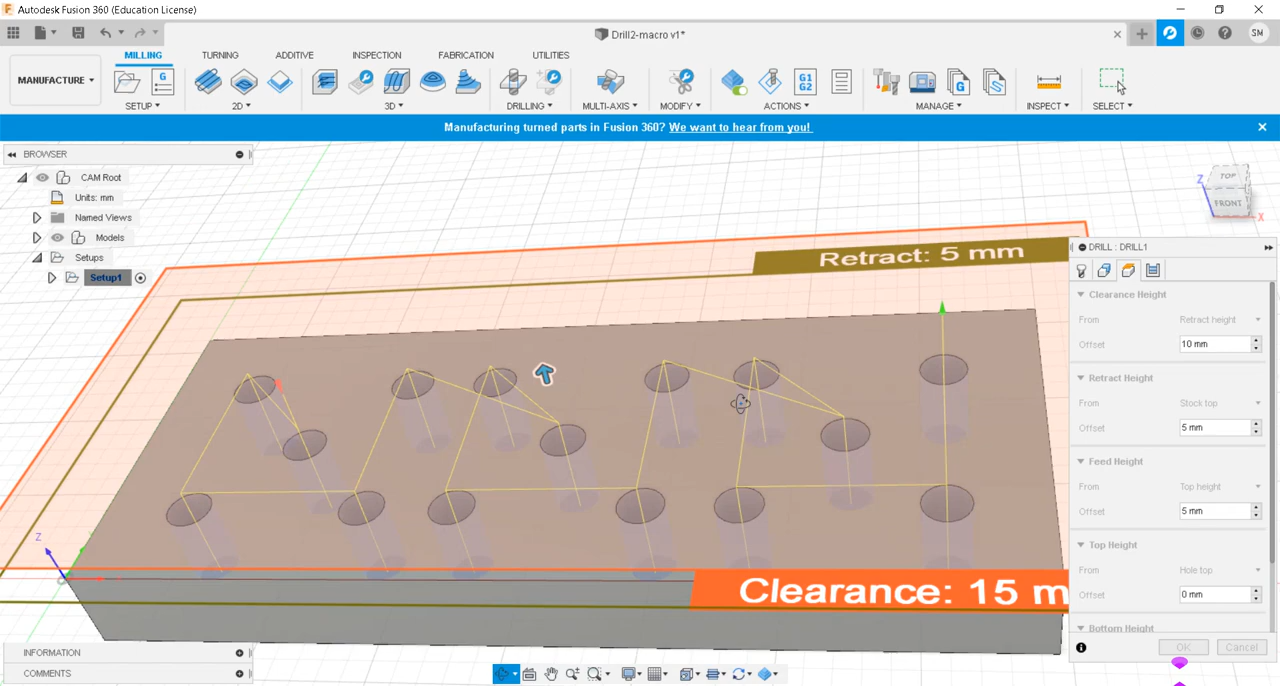 Autodesk Fusion 360 (Education License)
Drill2-macro v1*
SM
MILLING TURNING ADDITIVE INSPECTION FABRICATION UTILITIES
MANUFACTURE
G
G1
G2
G
S
SETUP 2D 3D DRILLING MULTI-AXIS MODIFY ACTIONS MANAGE INSPECT SELECT
Manufacturing turned parts in Fusion 360? We want to hear from you!
BROWSER
CAM Root
Units: mm
Named Views
Models
Setups
Setup1
TOP
FRONT
Z
X
Retract: 5 mm
Clearance: 15 m
Z
DRILL : DRILL1
Clearance Height
From Retract height
Offset 10 mm
Retract Height
From Stock top
Offset 5 mm
Feed Height
From Top height
Offset 5 mm
Top Height
From Hole top
Offset 0 mm
Bottom Height
OK Cancel
INFORMATION
COMMENTS